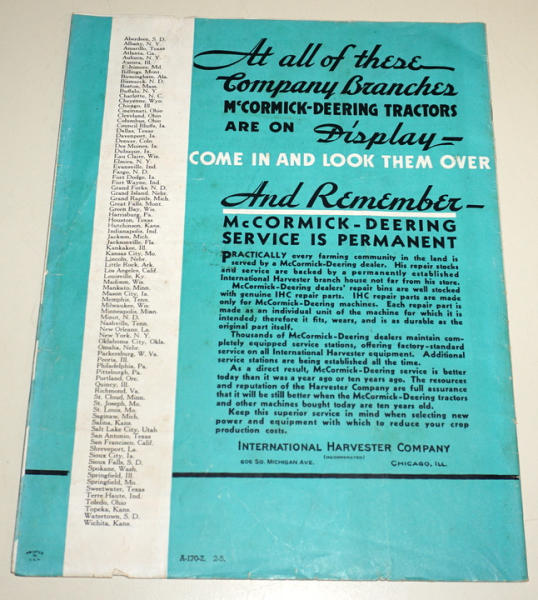 Aberdeen, S. D.
Albany, N. Y.
Amarillo, Texas
Atlanta, Ga.
Auburn, N. Y.
Aurora, Ill.
Baltimore, Md.
Billings, Mont.
Birmingham, Ala.
Bismarck, N. D.
Boston, Mass.
Buffalo, N. Y.
Charlotte, N. C.
Cheyenne, Wyo.
Chicago, Ill.
Cincinnati, Ohio
Cleveland, Ohio
Columbus, Ohio
Council Bluffs, Ia.
Dallas, Texas
Davenport, Ia.
Denver, Colo.
Des Moines, Ia.
Dubuque, Ia.
Eau Claire, Wis.
Elmira, N. Y.
Evansville, Ind.
Fargo, N. D.
Fort Dodge, Ia.
Fort Wayne, Ind.
Grand Forks, N. D.
Grand Island, Nebr.
Grand Rapids, Mich.
Great Falls, Mont.
Green Bay, Wis.
Harrisburg, Pa.
Houston, Texas
Hutchinson, Kans.
Indianapolis, Ind.
Jackson, Mich.
Jacksonville, Fla.
Kankakee, Ill.
Kansas City, Mo.
Lincoln, Nebr.
Little Rock, Ark.
Los Angeles, Calif.
Louisville, Ky.
Madison, Wis.
Mankato, Minn.
Mason City, Ia.
Memphis, Tenn.
Milwaukee, Wis.
Minneapolis, Minn.
Minot, N. D.
Nashville, Tenn.
New Orleans, La.
New York, N. Y.
Oklahoma City, Okla.
Omaha, Nebr.
Parkersburg, W. Va.
Peoria, Ill.
Philadelphia, Pa.
Pittsburgh, Pa.
Portland, Ore.
Quincy, Ill.
Richmond, Va.
St. Cloud, Minn.
St. Joseph, Mo.
St. Louis, Mo.
Saginaw, Mich.
Salina, Kans.
Salt Lake City, Utah
San Antonio, Texas
San Francisco, Calif.
Shreveport, La.
Sioux City, Ia.
Sioux Falls, S. D.
Spokane, Wash.
Springfield, Ill.
Springfield, Mo.
Sweetwater, Texas
Terre Haute, Ind.
Toledo, Ohio
Topeka, Kans.
Watertown, S. D.
Wichita, Kans.
At all of these
Company Branches
McCORMICK-DEERING TRACTORS
ARE ON Display—
COME IN AND LOOK THEM OVER
And Remember—
McCORMICK-DEERING
SERVICE IS PERMANENT
PRACTICALLY every farming community in the land is
served by a McCormick-Deering dealer. His repair stocks
and service are backed by a permanently established
International Harvester branch house not far from his store.
McCormick-Deering dealers' repair bins are well stocked
with genuine IHC repair parts. IHC repair parts are made
only for McCormick-Deering machines. Each repair part is
made as an individual unit of the machine for which it is
intended; therefore it fits, wears, and is as durable as the
original part itself.
Thousands of McCormick-Deering dealers maintain com-
pletely equipped service stations, offering factory-standard
service on all International Harvester equipment. Additional
service stations are being established all the time.
As a direct result, McCormick-Deering service is better
today than it was a year ago or ten years ago. The resources
and reputation of the Harvester Company are full assurance
that it will be still better when the McCormick-Deering tractors
and other machines bought today are ten years old.
Keep this superior service in mind when selecting new
power and equipment with which to reduce your crop
production costs.
INTERNATIONAL HARVESTER COMPANY
606 SO. MICHIGAN AVE. (INCORPORATED) CHICAGO, ILL.
PRINTED
IN
U.S.A.
A-170-Z. 2-5.